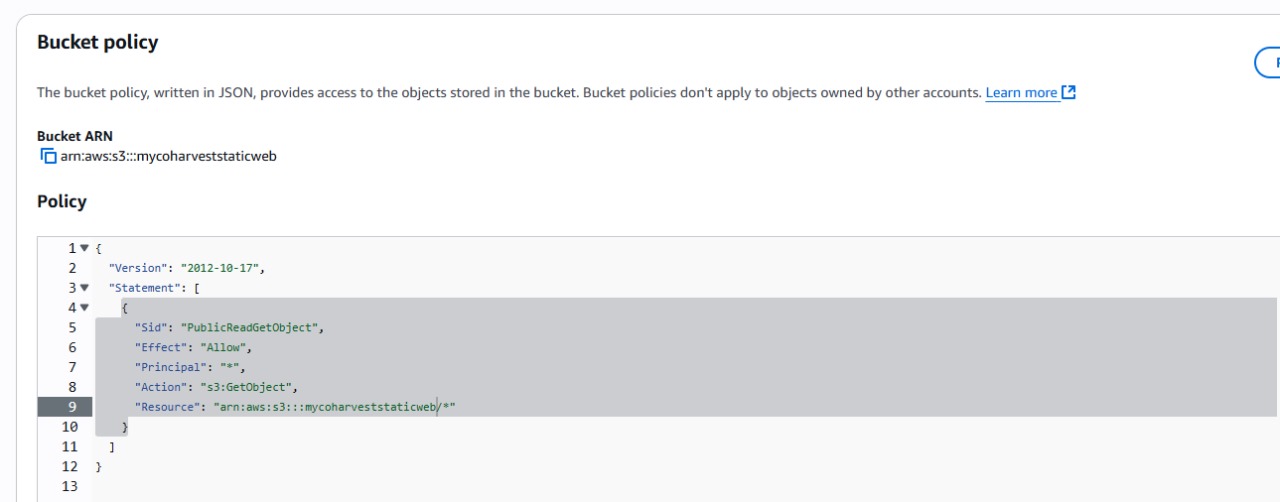 Bucket policy
The bucket policy, written in JSON, provides access to the objects stored in the bucket. Bucket policies don't apply to objects owned by other accounts. Learn more
Bucket ARN
arn:aws:s3:::mycoharveststaticweb
Policy
1 {
2 "Version": "2012-10-17",
3 "Statement": [
4 {
5 "Sid": "PublicReadGetObject",
6 "Effect": "Allow",
7 "Principal": "*",
8 "Action": "s3:GetObject",
9 "Resource": "arn:aws:s3:::mycoharveststaticweb/*"
10 }
11 ]
12 }
13